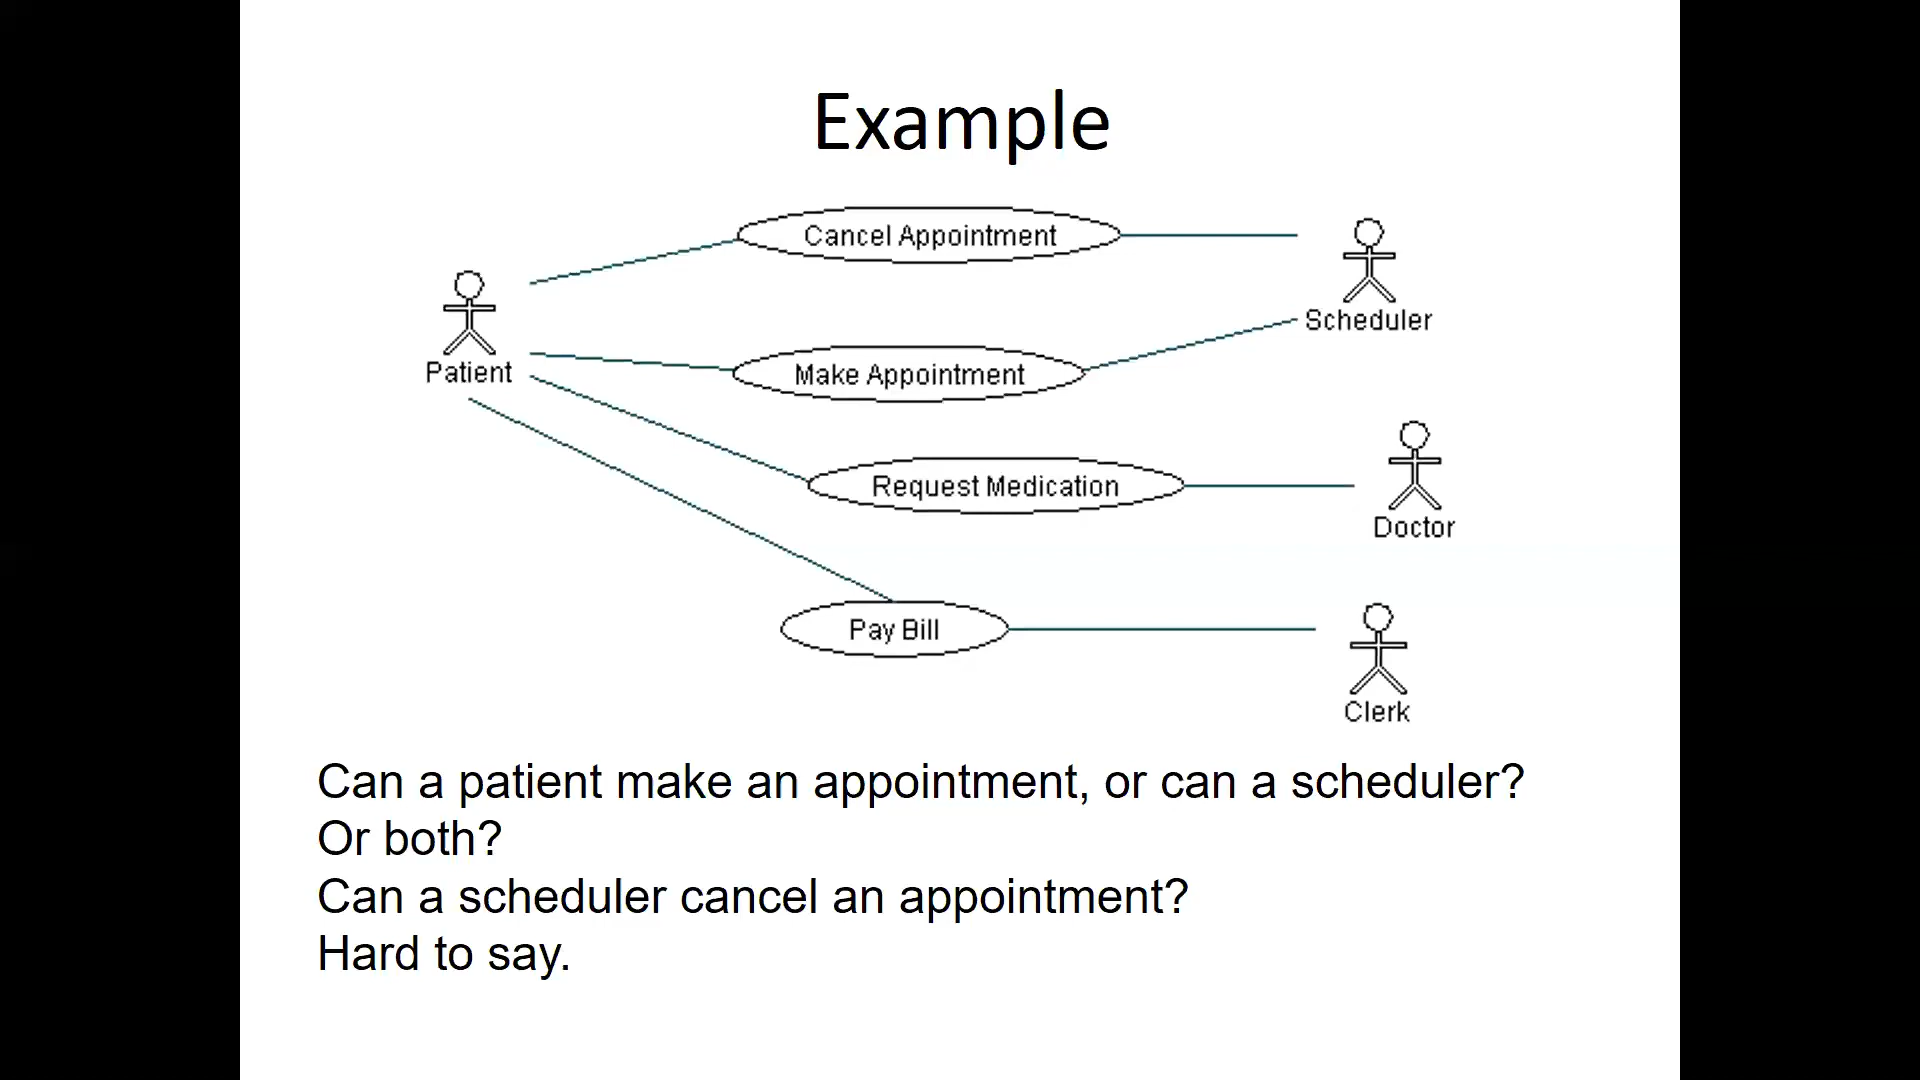 Example
Cancel Appointment
Scheduler
Patient
Make Appointment
Request Medication
Doctor
Pay Bill
Clerk
Can a patient make an appointment, or can a scheduler?
Or both?
Can a scheduler cancel an appointment?
Hard to say.